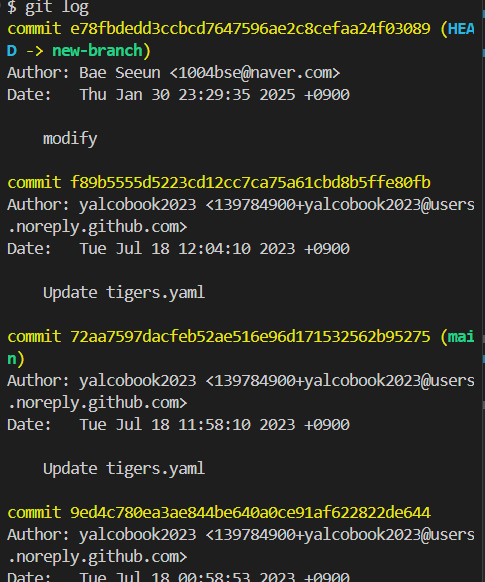 $ git log
commit e78fbdedd3ccbcd7647596ae2c8cefaa24f03089 (HEA
D -> new-branch)
Author: Bae Seeun <1004bse@naver.com>
Date:   Thu Jan 30 23:29:35 2025 +0900
    modify
commit f89b5555d5223cd12cc7ca75a61cbd8b5ffe80fb
Author: yalcobook2023 <139784900+yalcobook2023@users
.noreply.github.com>
Date:   Tue Jul 18 12:04:10 2023 +0900
    Update tigers.yaml
commit 72aa7597dacfeb52ae516e96d171532562b95275 (mai
n)
Author: yalcobook2023 <139784900+yalcobook2023@users
.noreply.github.com>
Date:   Tue Jul 18 11:58:10 2023 +0900
    Update tigers.yaml
commit 9ed4c780ea3ae844be640a0ce91af622822de644
Author: yalcobook2023 <139784900+yalcobook2023@users
.noreply.github.com>
Date:   Tue Jul 18 00:58:53 2023 +0900